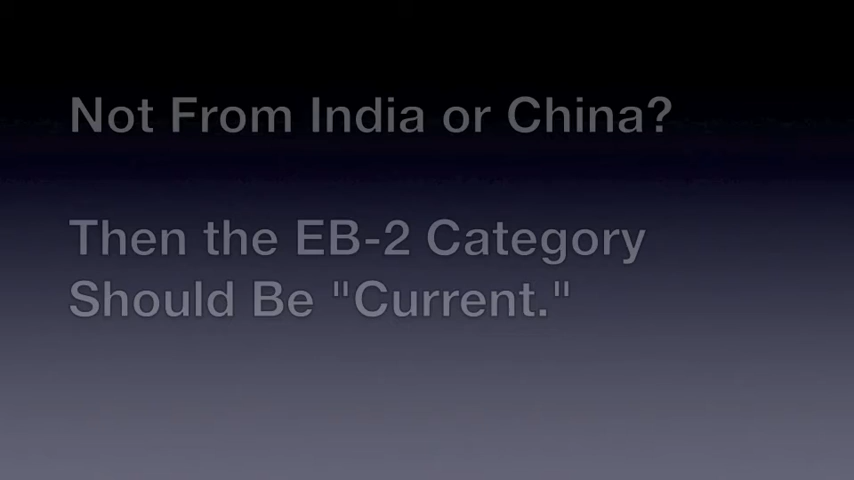 Not From India or China?
Then the EB-2 Category
Should Be "Current."